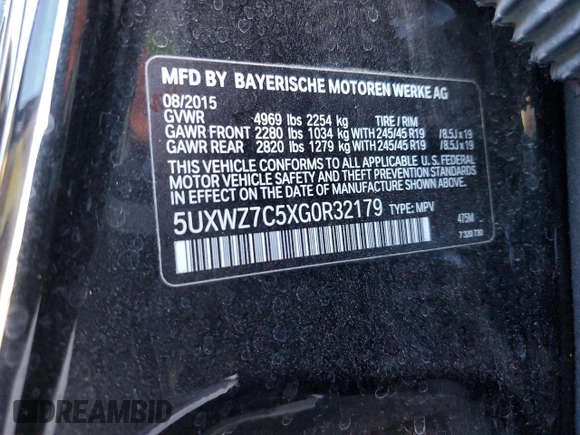 MFD BY BAYERISCHE MOTOREN WERKE AG
08/2015
GVWR 4969 lbs 2254 kg TIRE / RIM
GAWR FRONT 2280 lbs 1034 kg WITH 245/45 R19 /8.5J x 19
GAWR REAR 2820 lbs 1279 kg WITH 245/45 R19 /8.5J x 19
THIS VEHICLE CONFORMS TO ALL APPLICABLE U.S. FEDERAL
MOTOR VEHICLE SAFETY STANDARDS
IN EFFECT ON THE DATE OF MANUFACTURE SHOWN ABOVE.
5UXWZ7C5XG0R32179 TYPE: MPV 475M
7 320 730
DREAMBID